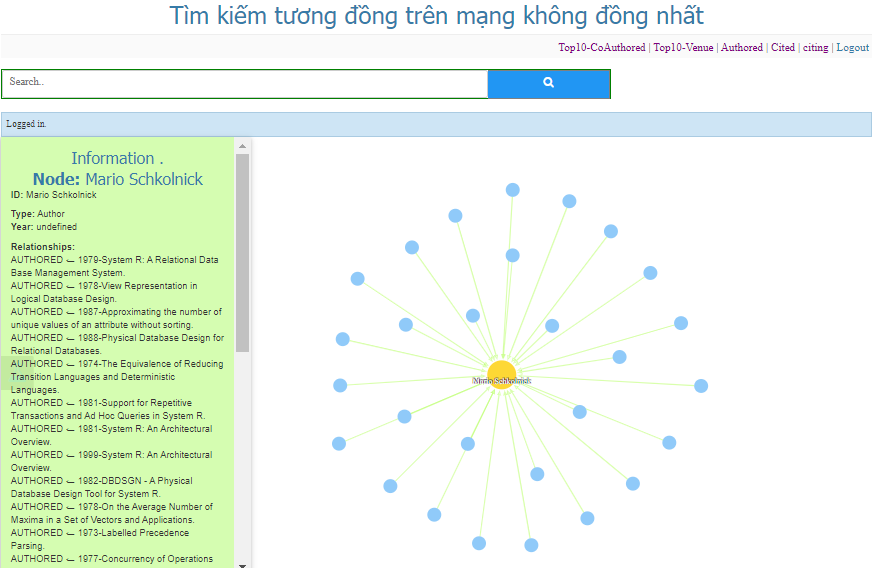 Tìm kiếm tương đồng trên mạng không đồng nhất
Top10-CoAuthored | Top10-Venue | Authored | Cited | citing | Logout
Search..
Logged in.
Information .
Node: Mario Schkolnick
ID: Mario Schkolnick
Type: Author
Year: undefined
Relationships:
AUTHORED ⌣ 1979-System R: A Relational Data
Base Management System.
AUTHORED ⌣ 1978-View Representation in
Logical Database Design.
AUTHORED ⌣ 1987-Approximating the number of
unique values of an attribute without sorting.
AUTHORED ⌣ 1988-Physical Database Design for
Relational Databases.
AUTHORED ⌣ 1974-The Equivalence of Reducing
Transition Languages and Deterministic
Languages.
AUTHORED ⌣ 1981-Support for Repetitive
Transactions and Ad Hoc Queries in System R.
AUTHORED ⌣ 1981-System R: An Architectural
Overview.
AUTHORED ⌣ 1999-System R: An Architectural
Overview.
AUTHORED ⌣ 1982-DBDSGN - A Physical
Database Design Tool for System R.
AUTHORED ⌣ 1978-On the Average Number of
Maxima in a Set of Vectors and Applications.
AUTHORED ⌣ 1973-Labelled Precedence
Parsing.
AUTHORED ⌣ 1977-Concurrency of Operations
Mario Schkolnick